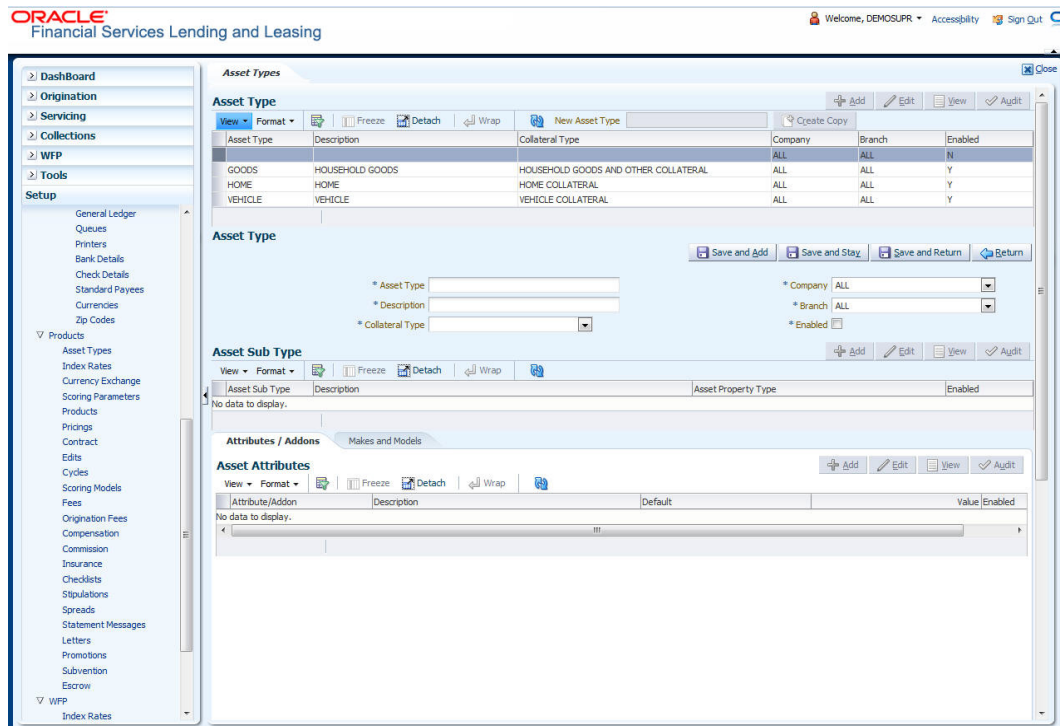 ORACLE
Financial Services Lending and Leasing
Welcome, DEMOSUPR Accessibility Sign Out
Close
DashBoard
Origination
Servicing
Collections
WFP
Tools
Setup
General Ledger
Queues
Printers
Bank Details
Check Details
Standard Payees
Currencies
Zip Codes
Products
Asset Types
Index Rates
Currency Exchange
Scoring Parameters
Products
Pricings
Contract
Edits
Cycles
Scoring Models
Fees
Origination Fees
Compensation
Commission
Insurance
Checklists
Stipulations
Spreads
Statement Messages
Letters
Promotions
Subvention
Escrow
WFP
Index Rates
Asset Types
Asset Type
Add Edit View Audit
View Format Freeze Detach Wrap New Asset Type Create Copy
Asset Type Description Collateral Type Company Branch Enabled
ALL ALL N
GOODS HOUSEHOLD GOODS HOUSEHOLD GOODS AND OTHER COLLATERAL ALL ALL Y
HOME HOME HOME COLLATERAL ALL ALL Y
VEHICLE VEHICLE VEHICLE COLLATERAL ALL ALL Y
Asset Type
Save and Add Save and Stay Save and Return Return
* Asset Type * Company ALL
* Description * Branch ALL
* Collateral Type * Enabled
Asset Sub Type
Add Edit View Audit
View Format Freeze Detach Wrap
Asset Sub Type Description Asset Property Type Enabled
No data to display.
Attributes / Addons Makes and Models
Asset Attributes
Add Edit View Audit
View Format Freeze Detach Wrap
Attribute/Addon Description Default Value Enabled
No data to display.